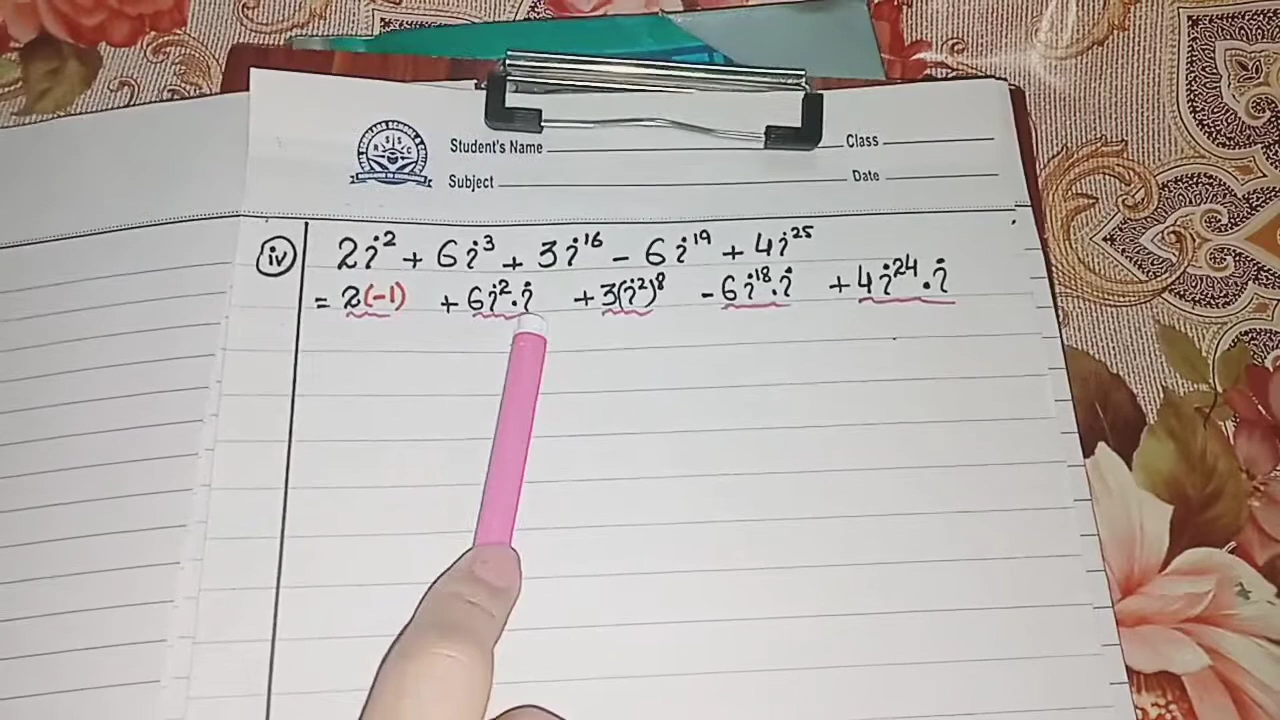 Student's Name Class
Subject Date
iv 2i² + 6i³ + 3i¹⁶ - 6i¹⁹ + 4i²⁵
= 2(-1) + 6i².i + 3(i²)⁸ - 6i¹⁸.i + 4i²⁴.i